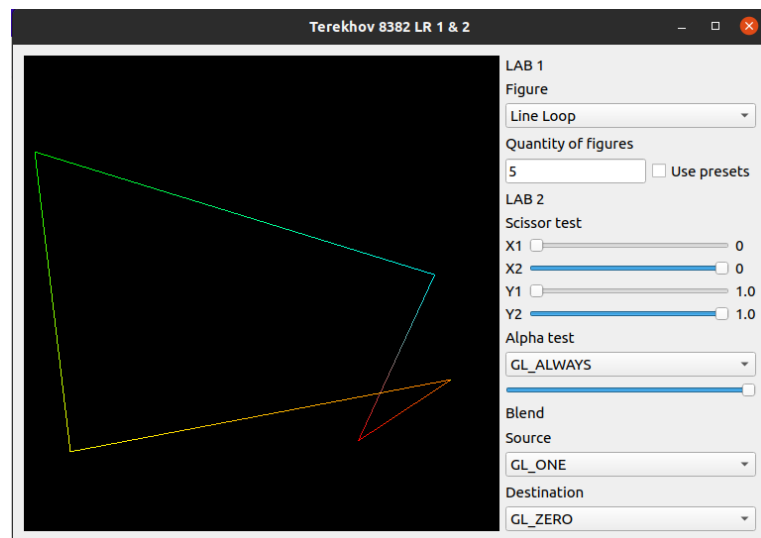 Terekhov 8382 LR 1 & 2
LAB 1
Figure
Line Loop
Quantity of figures
5 Use presets
LAB 2
Scissor test
X1 0
X2 0
Y1 1.0
Y2 1.0
Alpha test
GL_ALWAYS
Blend
Source
GL_ONE
Destination
GL_ZERO